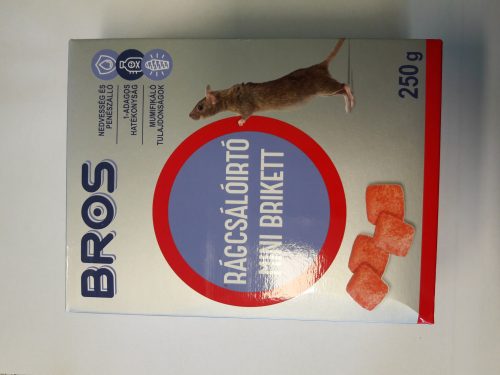 BROS
NEDVESSÉG ÉS
PENÉSZÁLLÓ
1-ADAGOS
HATÉKONYSÁG
MUMIFIKÁLÓ
TULAJDONSÁGOK
RÁGCSÁLÓIRTÓ
MINI BRIKETT
250 g